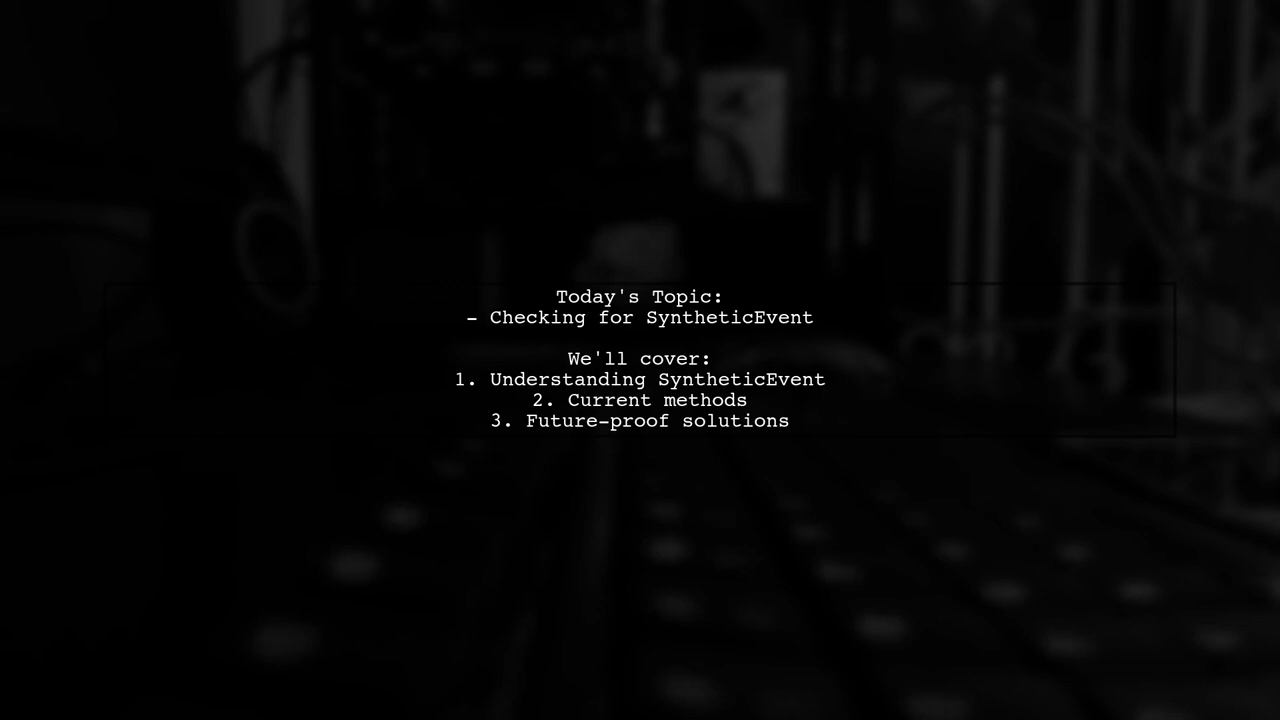 Today's Topic:
- Checking for SyntheticEvent
We'll cover:
1. Understanding SyntheticEvent
2. Current methods
3. Future-proof solutions